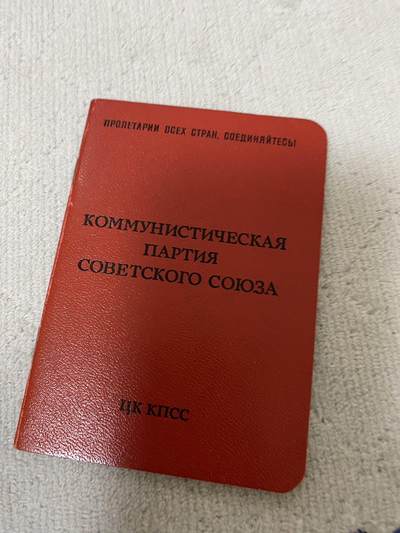 ПРОЛЕТАРИИ ВСЕХ СТРАН, СОЕДИНЯЙТЕСЬ!
КОММУНИСТИЧЕСКАЯ
ПАРТИЯ
СОВЕТСКОГО СОЮЗА
ЦК КПСС